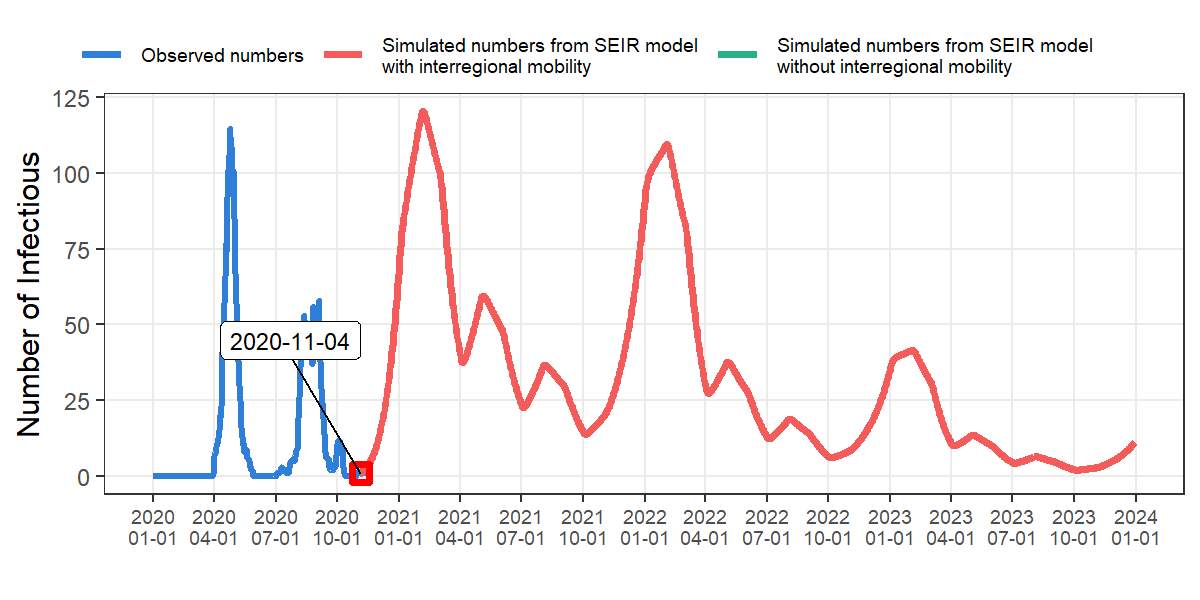 Observed numbers
Simulated numbers from SEIR model
with interregional mobility
Simulated numbers from SEIR model
without interregional mobility
Number of Infectious
125
100
75
50
25
0
2020-11-04
2020 2020 2020 2020 2021 2021 2021 2021 2022 2022 2022 2022 2023 2023 2023 2023 2024
01-01 04-01 07-01 10-01 01-01 04-01 07-01 10-01 01-01 04-01 07-01 10-01 01-01 04-01 07-01 10-01 01-01